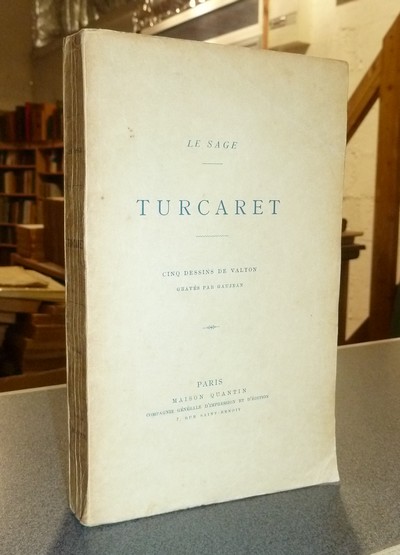 LE SAGE
TURCARET
CINQ DESSINS DE VALTON
GRAVÉS PAR GAUJEAN
PARIS
MAISON QUANTIN
COMPAGNIE GÉNÉRALE D'IMPRESSION ET D'ÉDITION
7, RUE SAINT-BENOIT